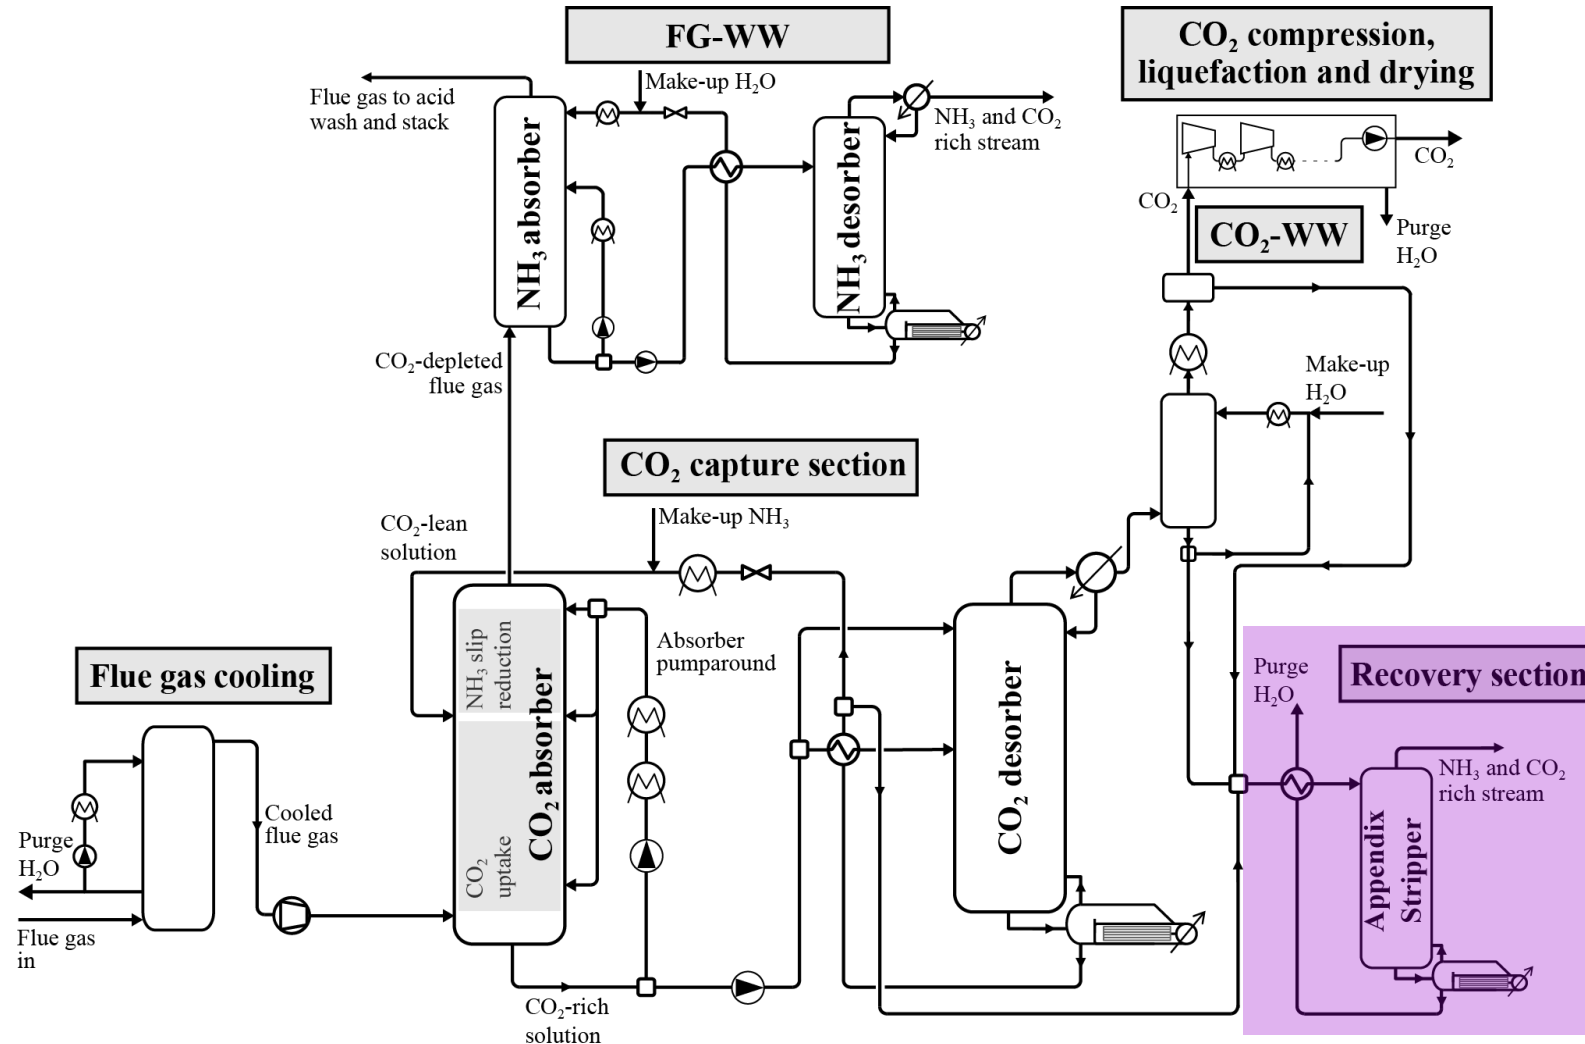 FG-WW
CO₂ compression,
liquefaction and drying
Make-up H₂O
Flue gas to acid
wash and stack
NH₃ absorber
NH₃ desorber
NH₃ and CO₂
rich stream
CO₂
CO₂
CO₂-WW
Purge
H₂O
CO₂-depleted
flue gas
Make-up
H₂O
CO₂ capture section
CO₂-lean
solution
Make-up NH₃
NH₃ slip
reduction
CO₂ absorber
CO₂
uptake
Absorber
pumparound
CO₂ desorber
Flue gas cooling
Cooled
flue gas
Purge
H₂O
Flue gas
in
CO₂-rich
solution
Purge
H₂O
Recovery section
NH₃ and CO₂
rich stream
Appendix
Stripper